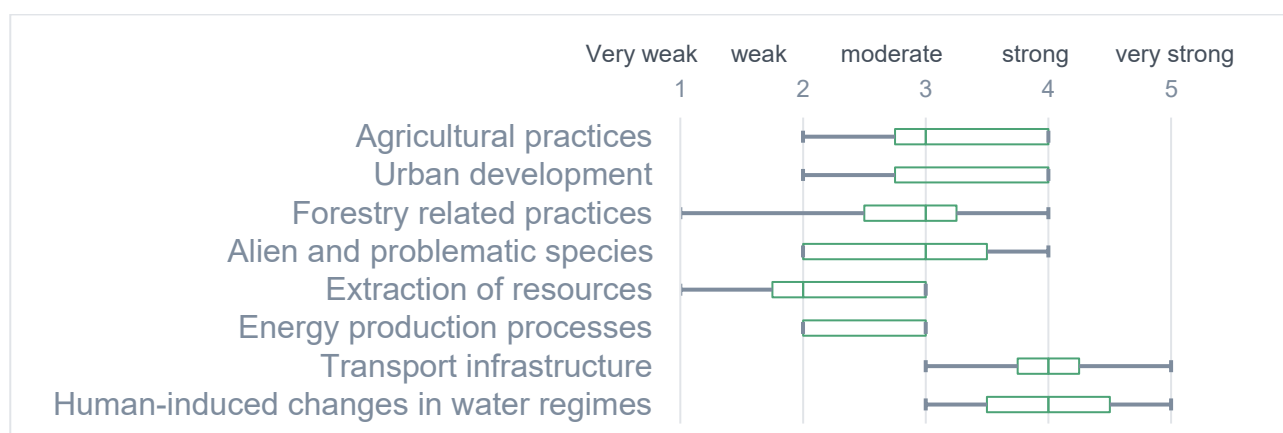 Very weak weak moderate strong very strong
1 2 3 4 5
Agricultural practices
Urban development
Forestry related practices
Alien and problematic species
Extraction of resources
Energy production processes
Transport infrastructure
Human-induced changes in water regimes